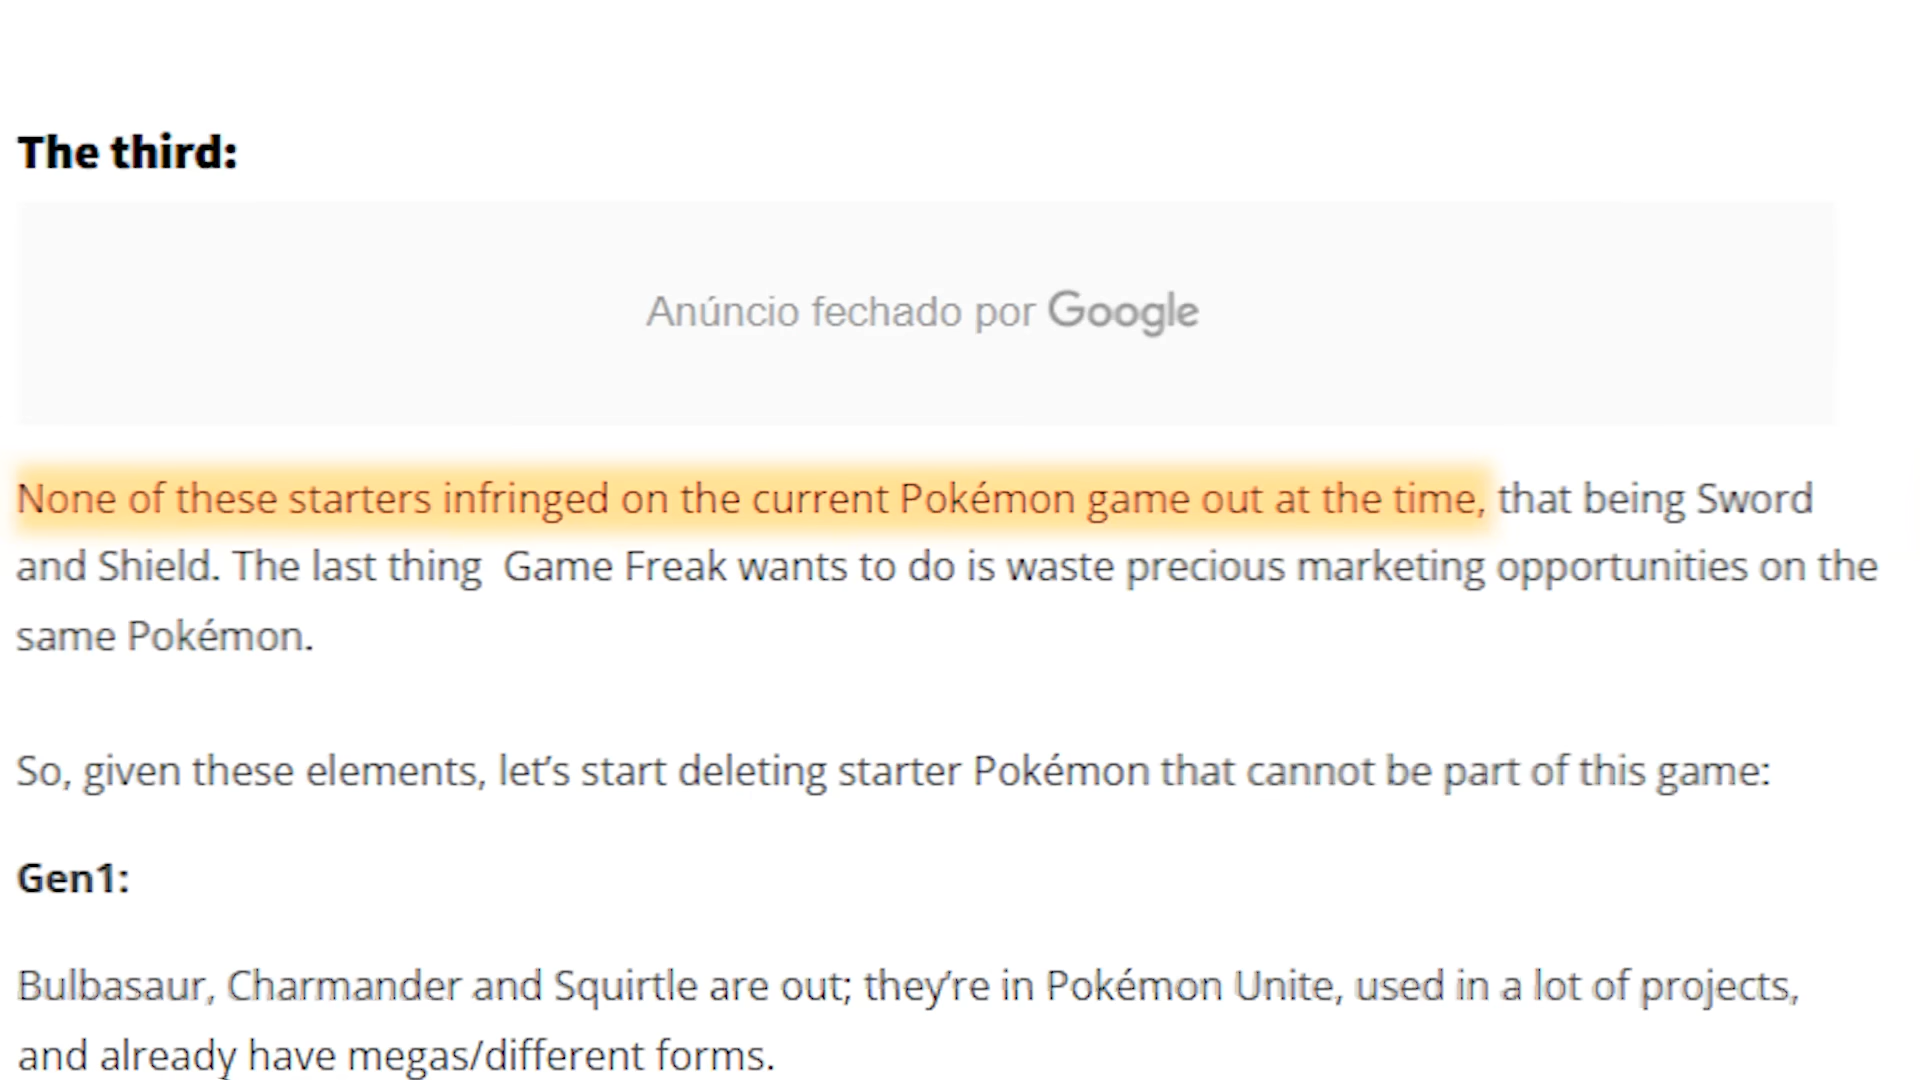 The third:
Anúncio fechado por Google
None of these starters infringed on the current Pokémon game out at the time, that being Sword
and Shield. The last thing  Game Freak wants to do is waste precious marketing opportunities on the
same Pokémon.
So, given these elements, let’s start deleting starter Pokémon that cannot be part of this game:
Gen1:
Bulbasaur, Charmander and Squirtle are out; they’re in Pokémon Unite, used in a lot of projects,
and already have megas/different forms.